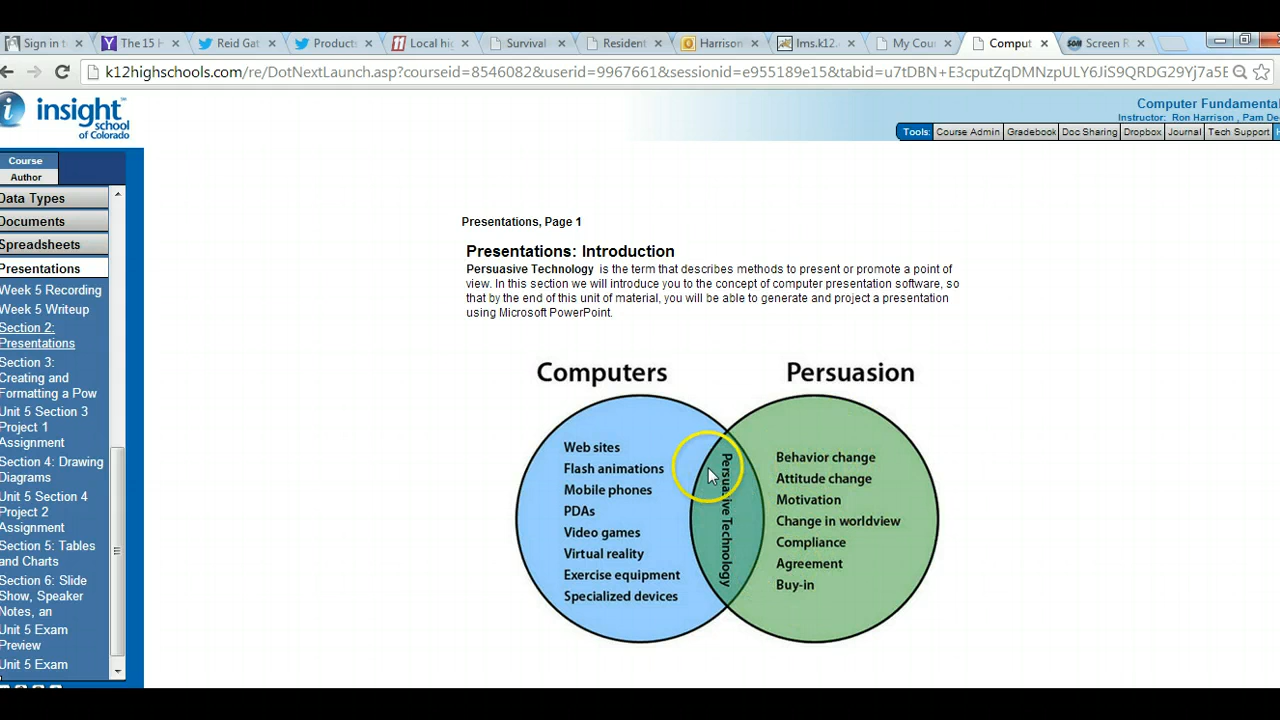 Sign in t
The 15 H
Reid Gat
Products
Local hi
Survival
Resident
Harrison
lms.k12.
My Cour
Comput
Screen R
k12highschools.com/re/DotNextLaunch.asp?courseid=8546082&userid=9967661&sessionid=e955189e15&tabid=u7tDBN+E3cputZqDMNzpULY6JiS9QRDG29Yj7a5E
insight
school
of Colorado
Computer Fundamenta
Instructor: Ron Harrison , Pam De
Tools: Course Admin Gradebook Doc Sharing Dropbox Journal Tech Support
Course
Author
Data Types
Documents
Spreadsheets
Presentations
Week 5 Recording
Week 5 Writeup
Section 2:
Presentations
Section 3:
Creating and
Formatting a Pow
Unit 5 Section 3
Project 1
Assignment
Section 4: Drawing
Diagrams
Unit 5 Section 4
Project 2
Assignment
Section 5: Tables
and Charts
Section 6: Slide
Show, Speaker
Notes, an
Unit 5 Exam
Preview
Unit 5 Exam
Presentations, Page 1
Presentations: Introduction
Persuasive Technology is the term that describes methods to present or promote a point of
view. In this section we will introduce you to the concept of computer presentation software, so
that by the end of this unit of material, you will be able to generate and project a presentation
using Microsoft PowerPoint.
Computers
Web sites
Flash animations
Mobile phones
PDAs
Video games
Virtual reality
Exercise equipment
Specialized devices
Persuasive Technology
Persuasion
Behavior change
Attitude change
Motivation
Change in worldview
Compliance
Agreement
Buy-in